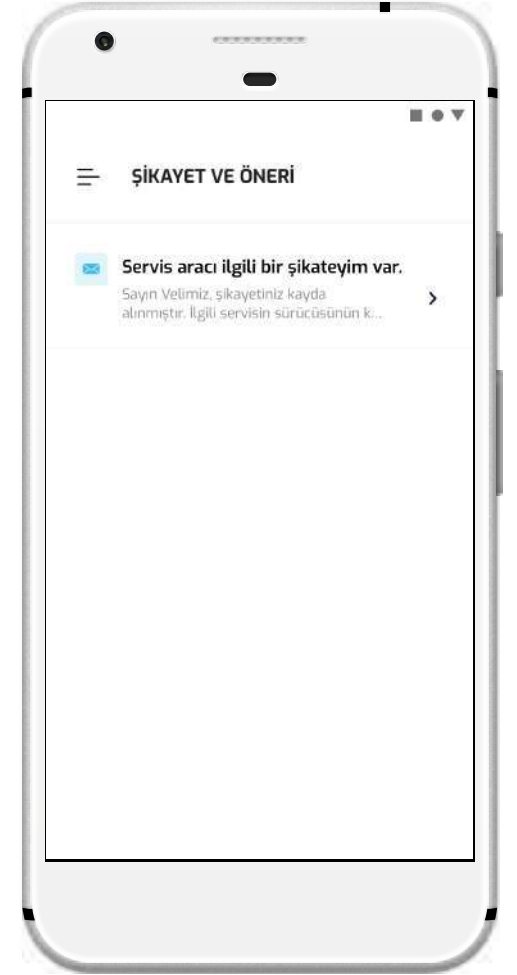 ŞİKAYET VE ÖNERİ
Servis aracı ilgili bir şikateyim var.
Sayın Velimiz, şikayetiniz kayda
alınmıştır. İlgili servisin sürücüsünün k...